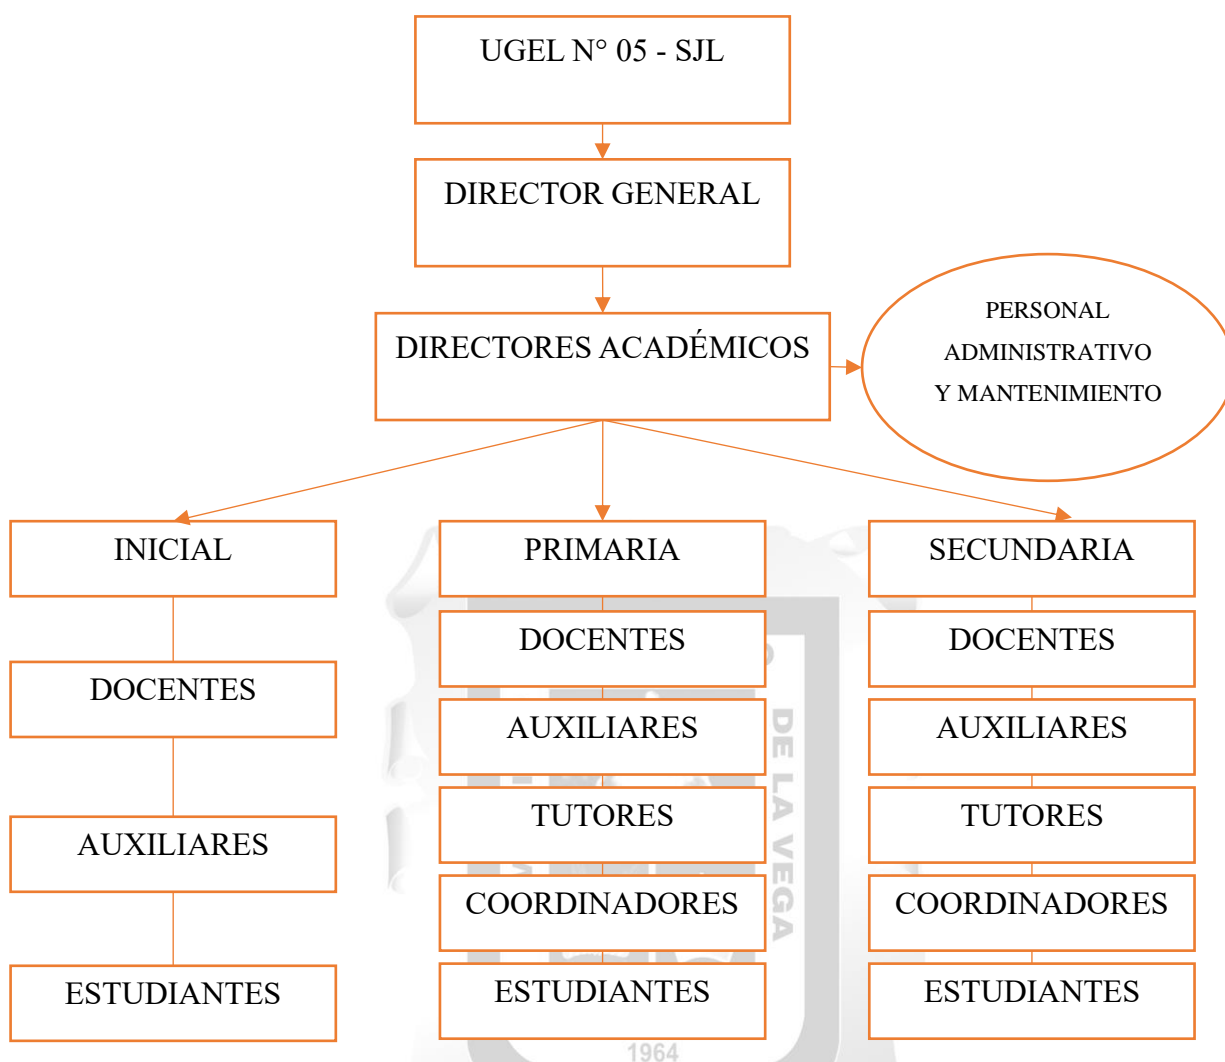 UGEL N° 05 - SJL
DIRECTOR GENERAL
DIRECTORES ACADÉMICOS
PERSONAL
ADMINISTRATIVO
Y MANTENIMIENTO
INICIAL
DOCENTES
AUXILIARES
ESTUDIANTES
PRIMARIA
DOCENTES
AUXILIARES
TUTORES
COORDINADORES
ESTUDIANTES
SECUNDARIA
DOCENTES
AUXILIARES
TUTORES
COORDINADORES
ESTUDIANTES
DE LA VEGA
1964